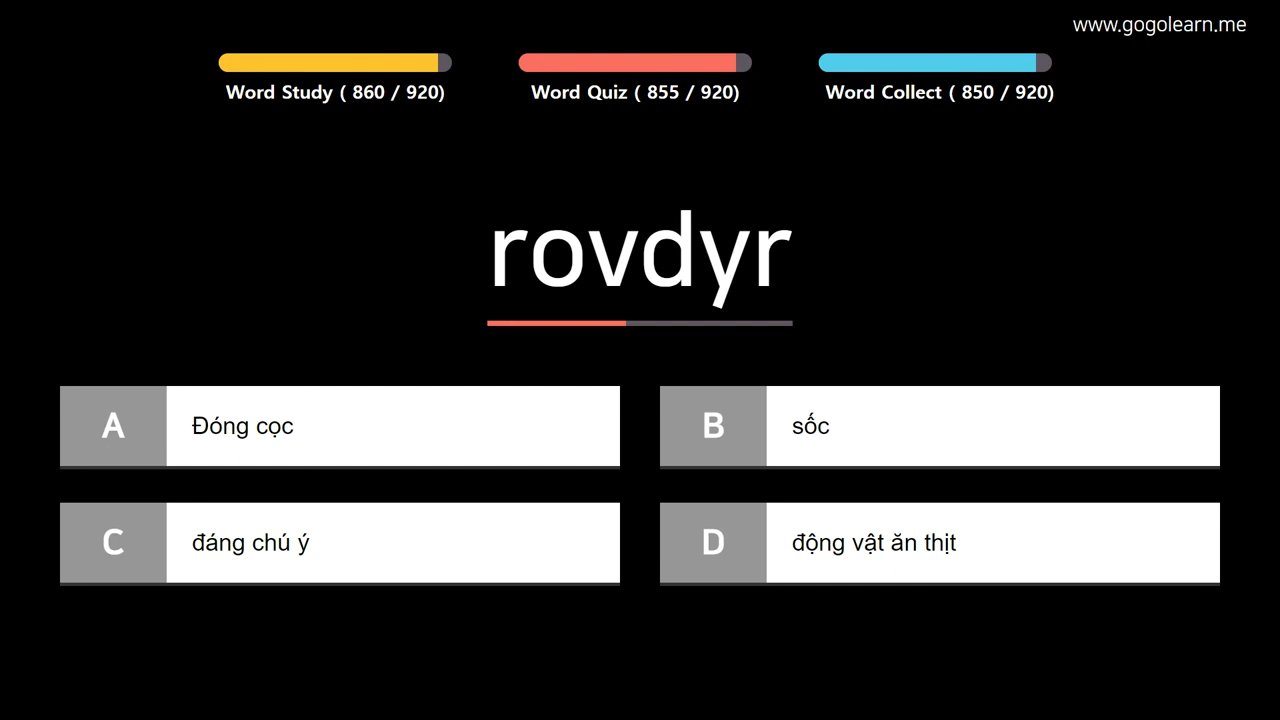 www.gogolearn.me
Word Study ( 860 / 920)
Word Quiz ( 855 / 920)
Word Collect ( 850 / 920)
rovdyr
A Đóng cọc
B sốc
C đáng chú ý
D động vật ăn thịt